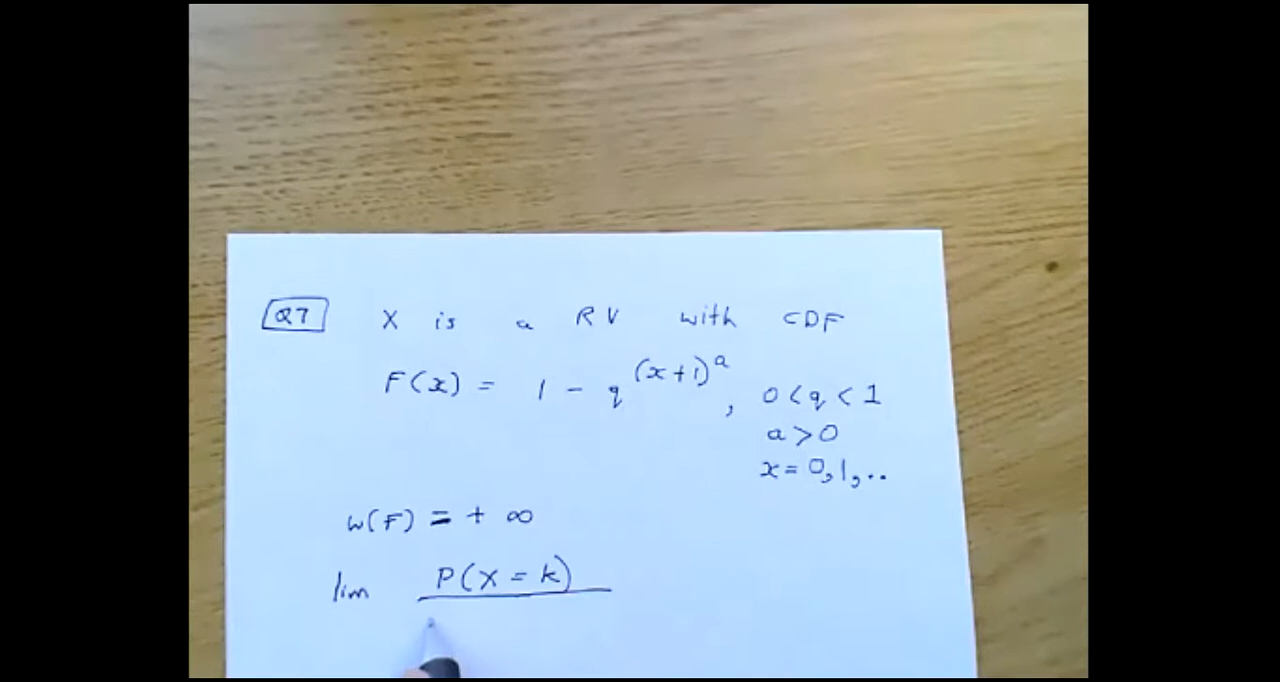 Q7 X is a RV with CDF
F(x) = 1 - q^(x+1)^a, 0<q<1
a>0
x=0,1,..
w(F) = + ∞
lim P(X=k)